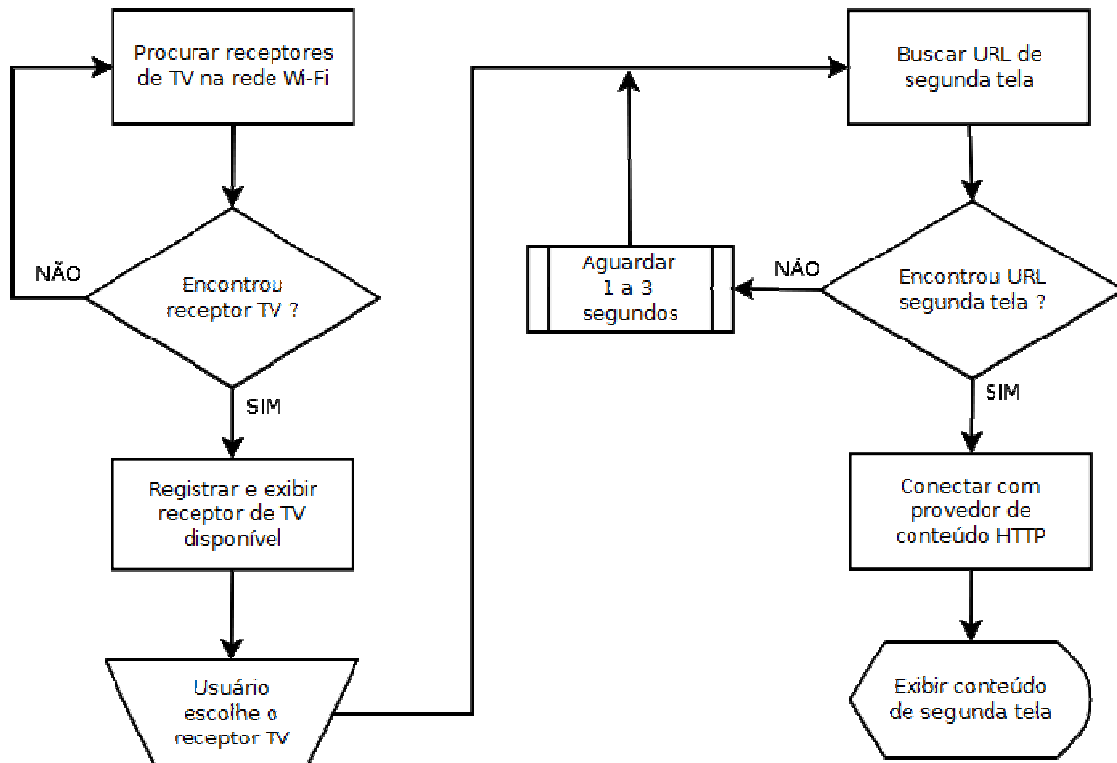 Procurar receptores
de TV na rede Wi-Fi
NÃO
Encontrou
receptor TV ?
SIM
Registrar e exibir
receptor de TV
disponível
Usuário
escolhe o
receptor TV
Buscar URL de
segunda tela
Aguardar
1 a 3
segundos
NÃO
Encontrou URL
segunda tela ?
SIM
Conectar com
provedor de
conteúdo HTTP
Exibir conteúdo
de segunda tela